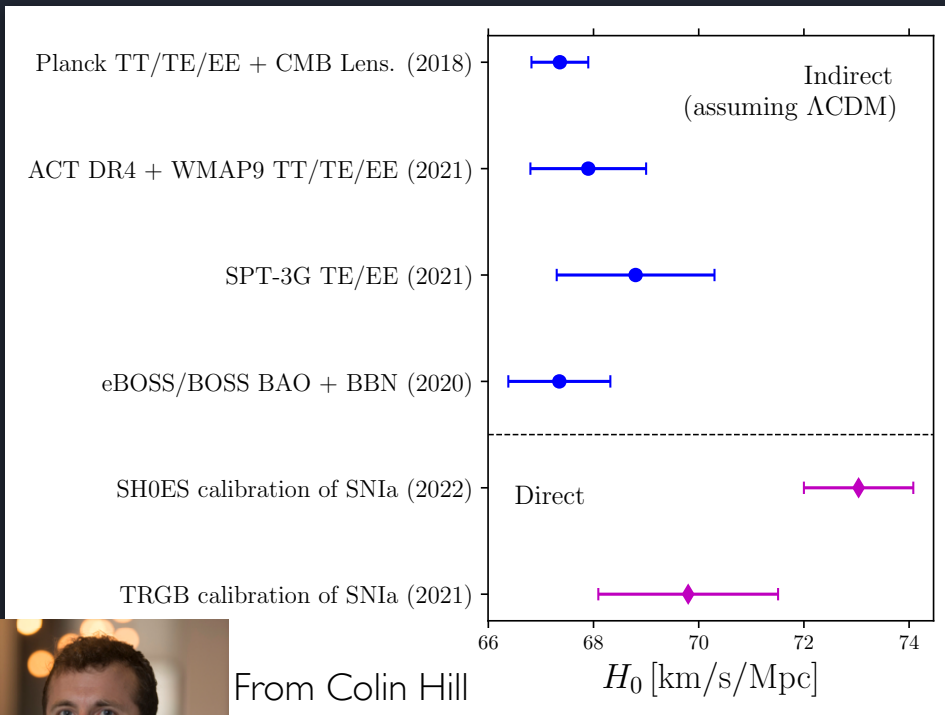 Planck TT/TE/EE + CMB Lens. (2018)
Indirect
(assuming ΛCDM)
ACT DR4 + WMAP9 TT/TE/EE (2021)
SPT-3G TE/EE (2021)
eBOSS/BOSS BAO + BBN (2020)
SH0ES calibration of SNIa (2022)
Direct
TRGB calibration of SNIa (2021)
66 68 70 72 74
H₀ [km/s/Mpc]
From Colin Hill